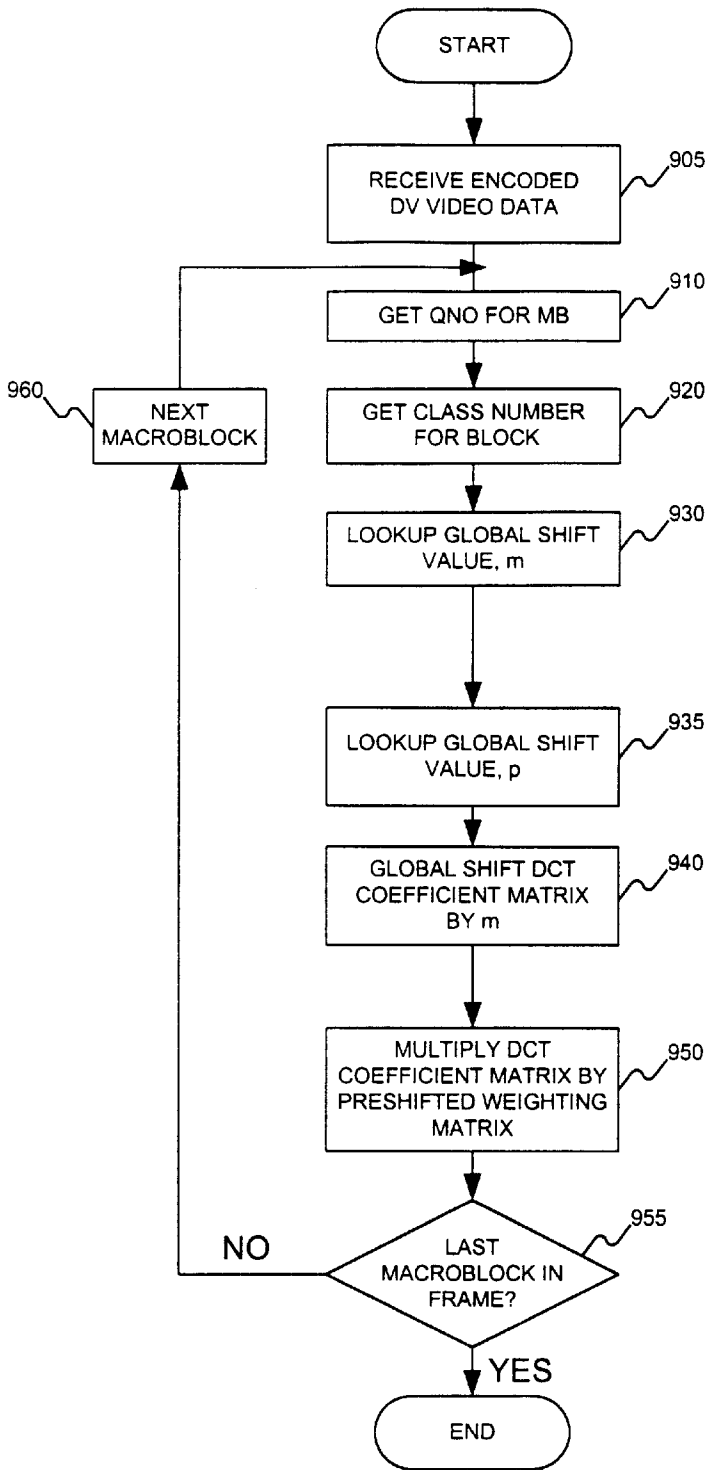 START
RECEIVE ENCODED
DV VIDEO DATA
905
GET QNO FOR MB
910
960
NEXT
MACROBLOCK
GET CLASS NUMBER
FOR BLOCK
920
LOOKUP GLOBAL SHIFT
VALUE, m
930
LOOKUP GLOBAL SHIFT
VALUE, p
935
GLOBAL SHIFT DCT
COEFFICIENT MATRIX
BY m
940
MULTIPLY DCT
COEFFICIENT MATRIX BY
PRESHIFTED WEIGHTING
MATRIX
950
LAST
MACROBLOCK IN
FRAME?
955
NO
YES
END